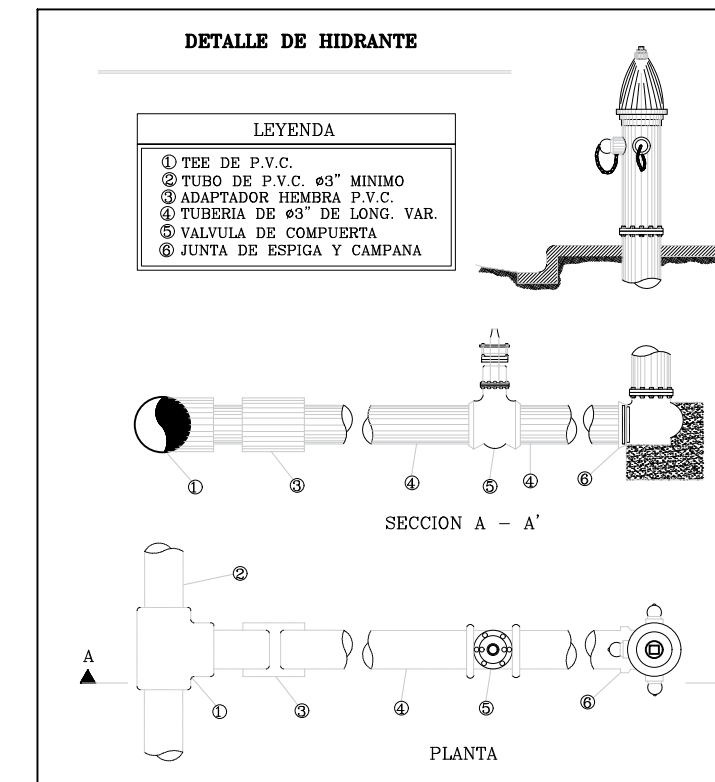 DETALLE DE HIDRANTE
LEYENDA
① TEE DE P.V.C.
② TUBO DE P.V.C. ø3" MINIMO
③ ADAPTADOR HEMBRA P.V.C.
④ TUBERIA DE ø3" DE LONG. VAR.
⑤ VALVULA DE COMPUERTA
⑥ JUNTA DE ESPIGA Y CAMPANA
① ③ ④ ⑤ ④ ⑥
SECCION A - A'
②
A
① ③ ④ ⑤ ⑥
PLANTA